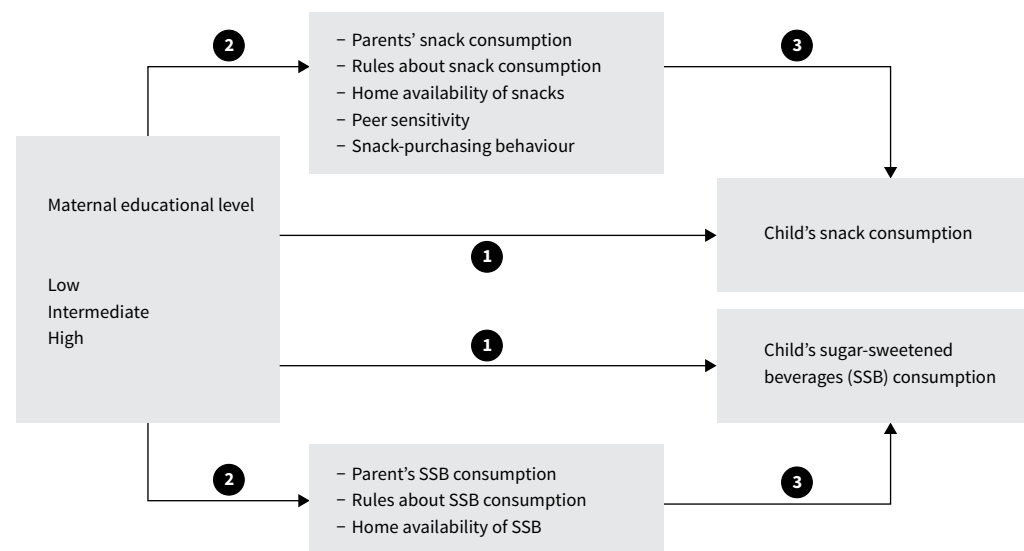 2
– Parents’ snack consumption
– Rules about snack consumption
– Home availability of snacks
– Peer sensitivity
– Snack-purchasing behaviour
3
Maternal educational level
Low
Intermediate
High
1
Child’s snack consumption
1
Child’s sugar-sweetened
beverages (SSB) consumption
2
– Parent’s SSB consumption
– Rules about SSB consumption
– Home availability of SSB
3